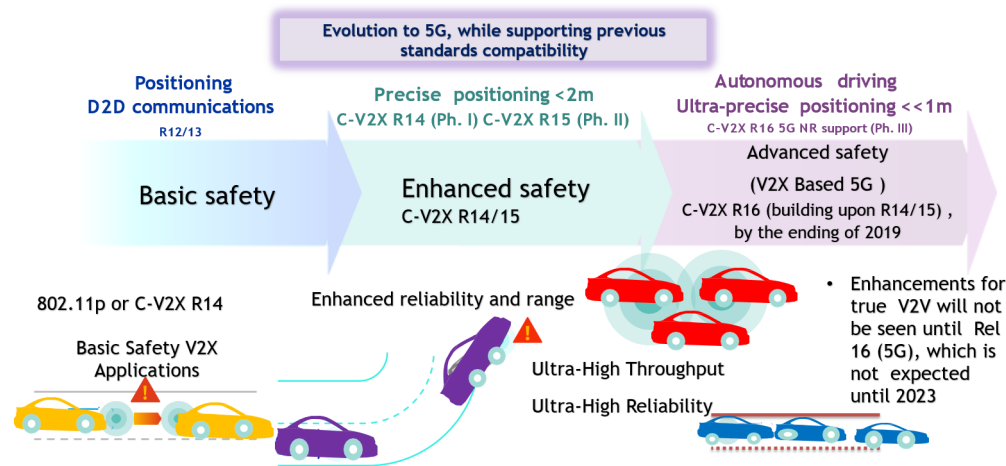 Evolution to 5G, while supporting previous
standards compatibility
Positioning
D2D communications
R12/13
Precise positioning <2m
C-V2X R14 (Ph. I) C-V2X R15 (Ph. II)
Autonomous driving
Ultra-precise positioning <<1m
C-V2X R16 5G NR support (Ph. III)
Basic safety
Enhanced safety
C-V2X R14/15
Advanced safety
(V2X Based 5G )
C-V2X R16 (building upon R14/15) ,
by the ending of 2019
802.11p or C-V2X R14
Basic Safety V2X
Applications
!
Enhanced reliability and range
!
Ultra-High Throughput
Ultra-High Reliability
• Enhancements for
true V2V will not
be seen until Rel
16 (5G), which is
not expected
until 2023